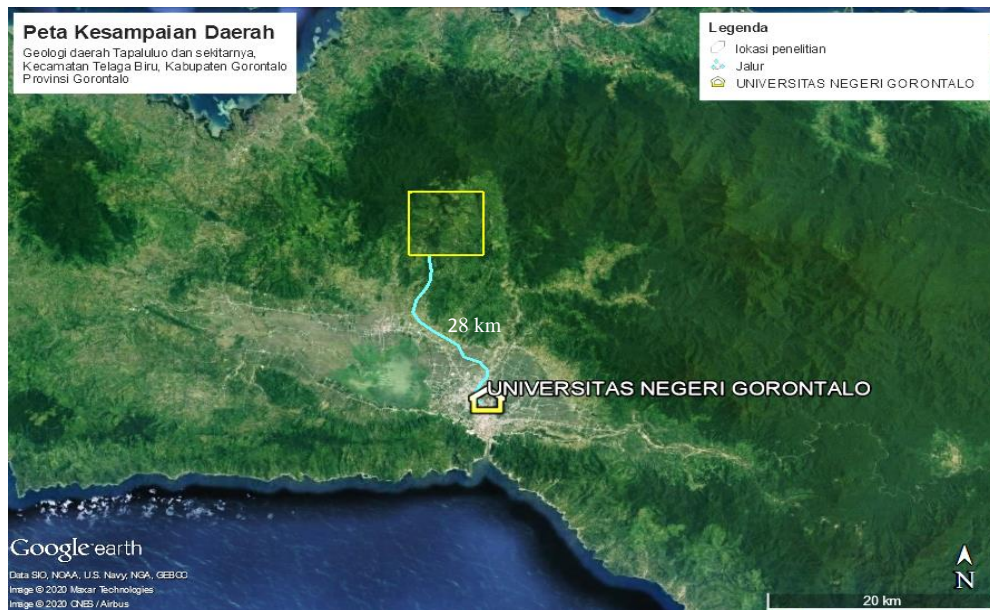 Peta Kesampaian Daerah
Geologi daerah Tapaluluo dan sekitarnya,
Kecamatan Telaga Biru, Kabupaten Gorontalo
Provinsi Gorontalo
Legenda
lokasi penelitian
Jalur
UNIVERSITAS NEGERI GORONTALO
28 km
UNIVERSITAS NEGERI GORONTALO
Google earth
Data SIO, NOAA, U.S. Navy, NGA, GEBCO
Image © 2020 Maxar Technologies
Image © 2020 CNES / Airbus
N
20 km